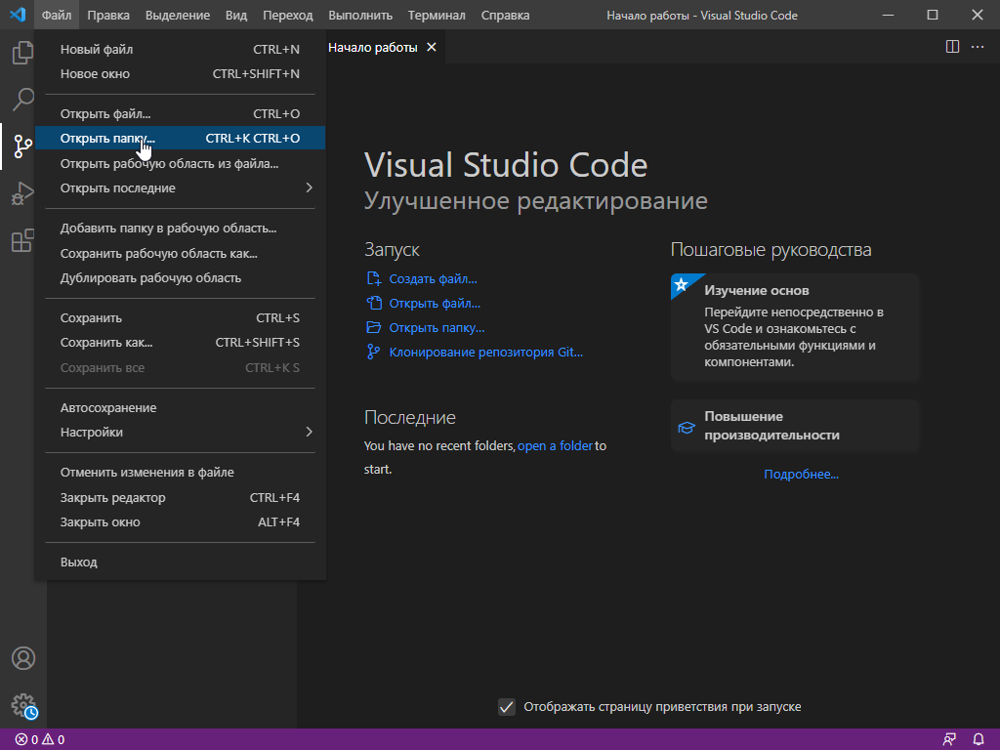 Файл Правка Выделение Вид Переход Выполнить Терминал Справка Начало работы - Visual Studio Code
Новый файл CTRL+N
Новое окно CTRL+SHIFT+N
Открыть файл... CTRL+O
Открыть папку... CTRL+K CTRL+O
Открыть рабочую область из файла...
Открыть последние
Добавить папку в рабочую область...
Сохранить рабочую область как...
Дублировать рабочую область
Сохранить CTRL+S
Сохранить как... CTRL+SHIFT+S
Сохранить все CTRL+K S
Автосохранение
Настройки
Отменить изменения в файле
Закрыть редактор CTRL+F4
Закрыть окно ALT+F4
Выход
Начало работы
Visual Studio Code
Улучшенное редактирование
Запуск
Создать файл...
Открыть файл...
Открыть папку...
Клонирование репозитория Git...
Последние
You have no recent folders, open a folder to
start.
Пошаговые руководства
Изучение основ
Перейдите непосредственно в
VS Code и ознакомьтесь с
обязательными функциями и
компонентами.
Повышение
производительности
Подробнее...
Отображать страницу приветствия при запуске
0 0